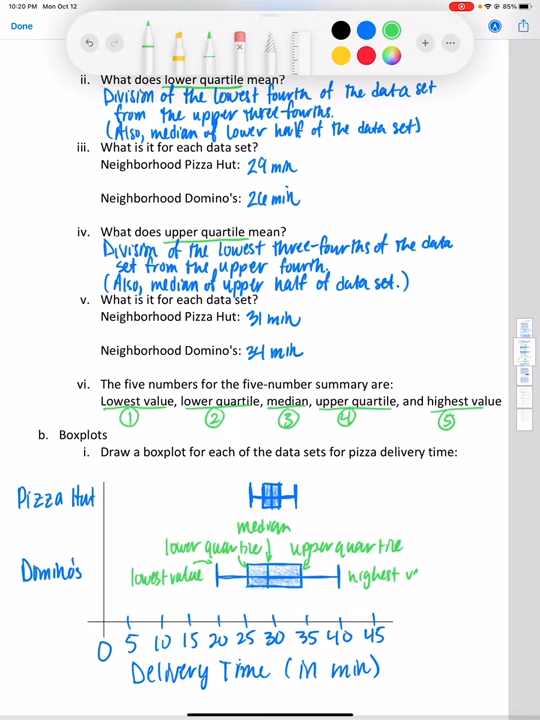 10:20 PM Mon Oct 12
85%
Done
ii. What does lower quartile mean?
Division of the lowest fourth of the data set
from the upper three-fourths.
(Also, median of lower half of the data set)
iii. What is it for each data set?
Neighborhood Pizza Hut: 29 min
Neighborhood Domino's: 26 min
iv. What does upper quartile mean?
Division of the lowest three-fourths of the data
set from the upper fourth.
(Also, median of upper half of data set.)
v. What is it for each data set?
Neighborhood Pizza Hut: 31 min
Neighborhood Domino's: 34 min
vi. The five numbers for the five-number summary are:
Lowest value, lower quartile, median, upper quartile, and highest value
1 2 3 4 5
b. Boxplots
i. Draw a boxplot for each of the data sets for pizza delivery time:
Pizza Hut
median
lower quartile upper quartile
Domino's lowest value highest v
0 5 10 15 20 25 30 35 40 45
Delivery Time (in min)